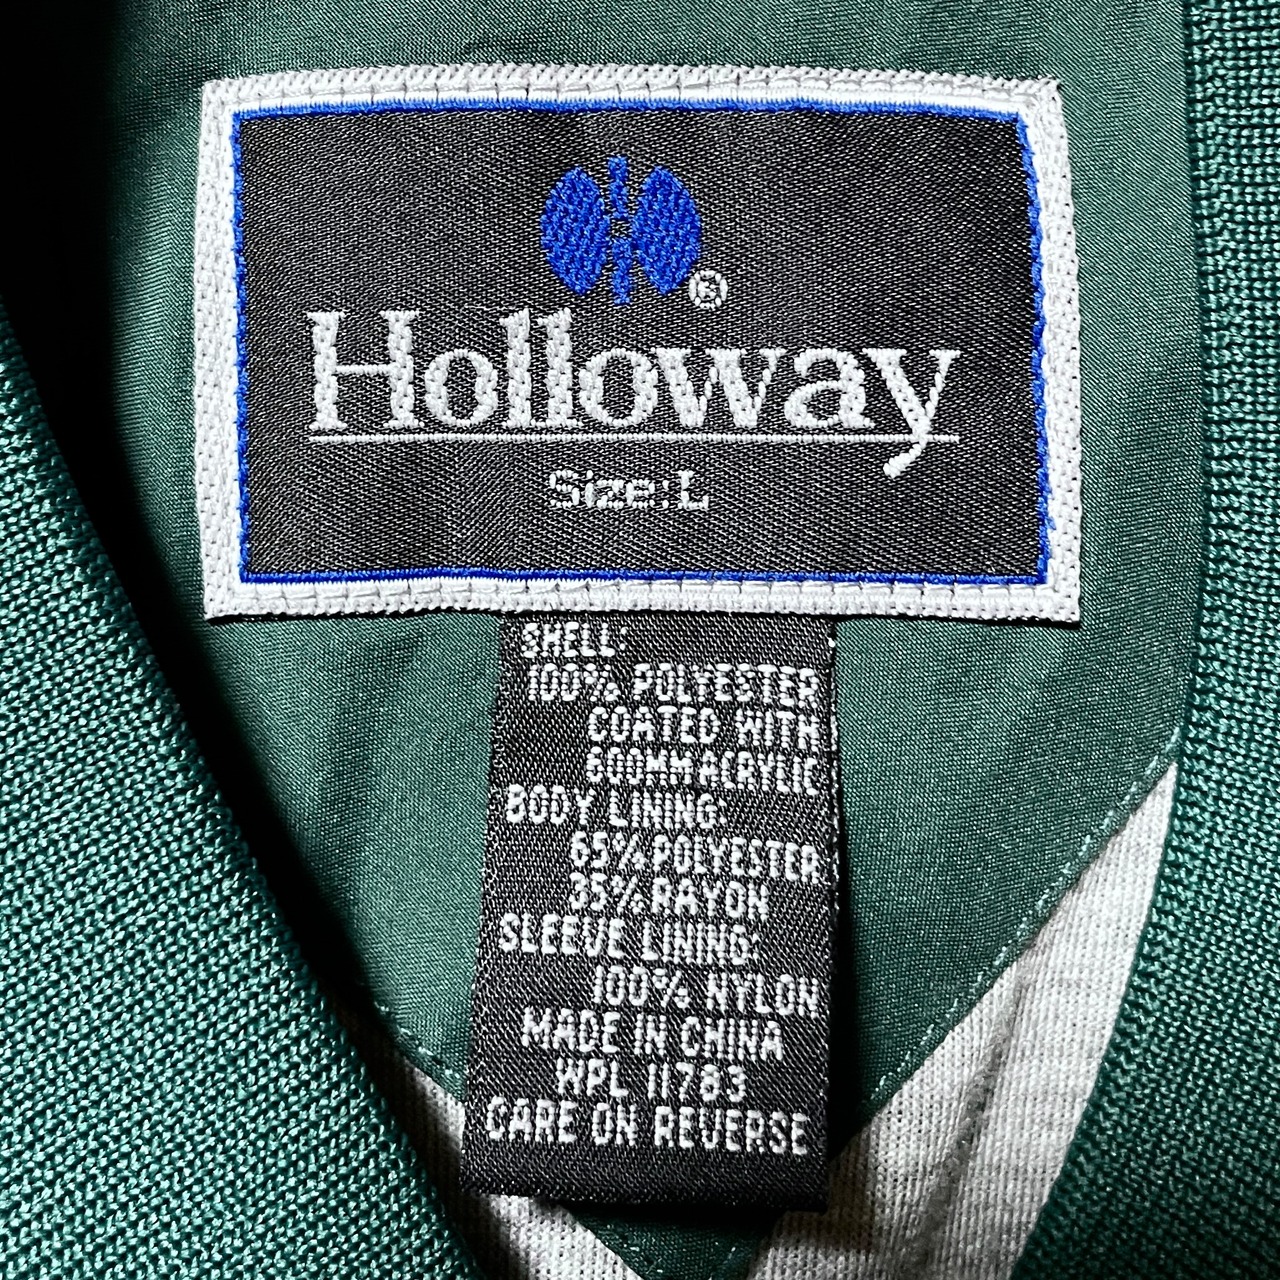 ®
Holloway
Size:L
SHELL:
100% POLYESTER
COATED WITH
600MM ACRYLIC
BODY LINING:
65% POLYESTER
35% RAYON
SLEEVE LINING:
100% NYLON
MADE IN CHINA
WPL 11783
CARE ON REVERSE